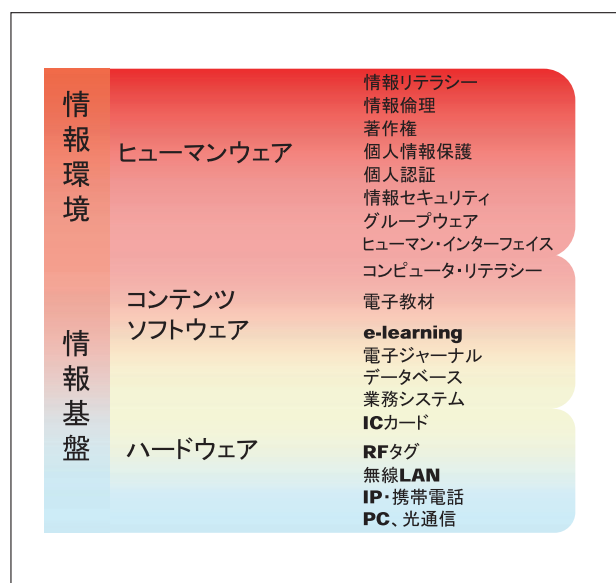 情報環境
情報基盤
ヒューマンウェア
情報リテラシー
情報倫理
著作権
個人情報保護
個人認証
情報セキュリティ
グループウェア
ヒューマン・インターフェイス
コンピュータ・リテラシー
コンテンツ
ソフトウェア
電子教材
e-learning
電子ジャーナル
データベース
業務システム
ICカード
ハードウェア
RFタグ
無線LAN
IP・携帯電話
PC、光通信